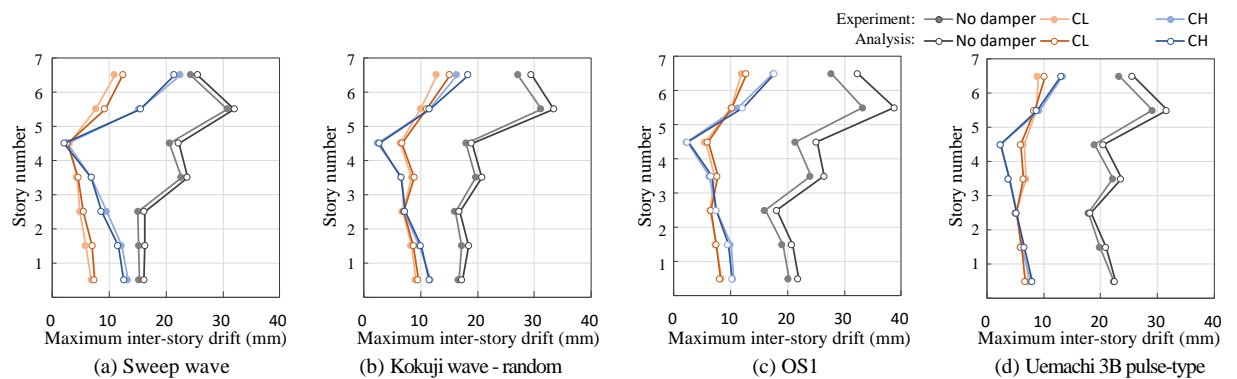 Experiment: No damper CL CH
Analysis: No damper CL CH
7
6
5
4
3
2
1
Story number
0 10 20 30 40
Maximum inter-story drift (mm)
(a) Sweep wave
7
6
5
4
3
2
1
Story number
0 10 20 30 40
Maximum inter-story drift (mm)
(b) Kokuji wave - random
7
6
5
4
3
2
1
Story number
0 10 20 30 40
Maximum inter-story drift (mm)
(c) OS1
7
6
5
4
3
2
1
Story number
0 10 20 30 40
Maximum inter-story drift (mm)
(d) Uemachi 3B pulse-type